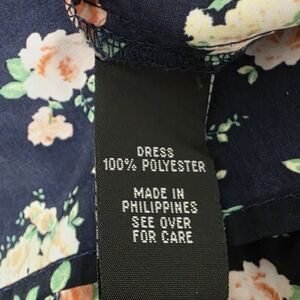 DRESS
100% POLYESTER
MADE IN
PHILIPPINES
SEE OVER
FOR CARE